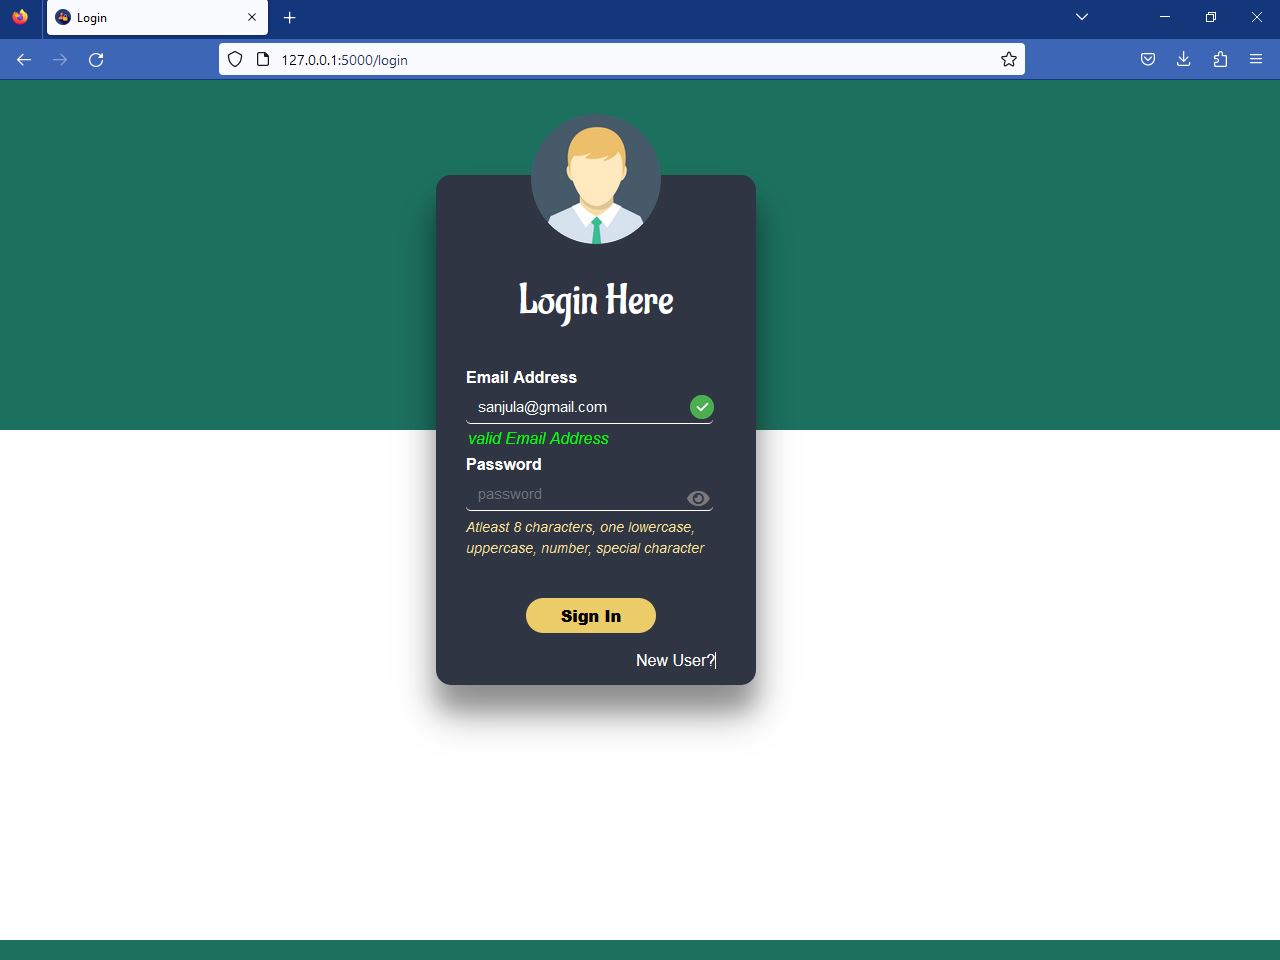 Login
127.0.0.1:5000/login
Login Here
Email Address
sanjula@gmail.com
valid Email Address
Password
password
Atleast 8 characters, one lowercase,
uppercase, number, special character
Sign In
New User?